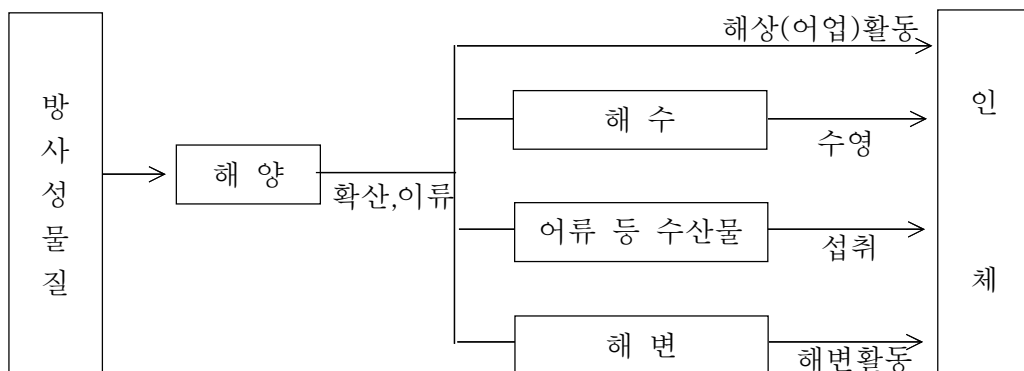 방사성물질
해 양
확산,이류
해상(어업)활동
해 수
수영
어류 등 수산물
섭취
해 변
해변활동
인체